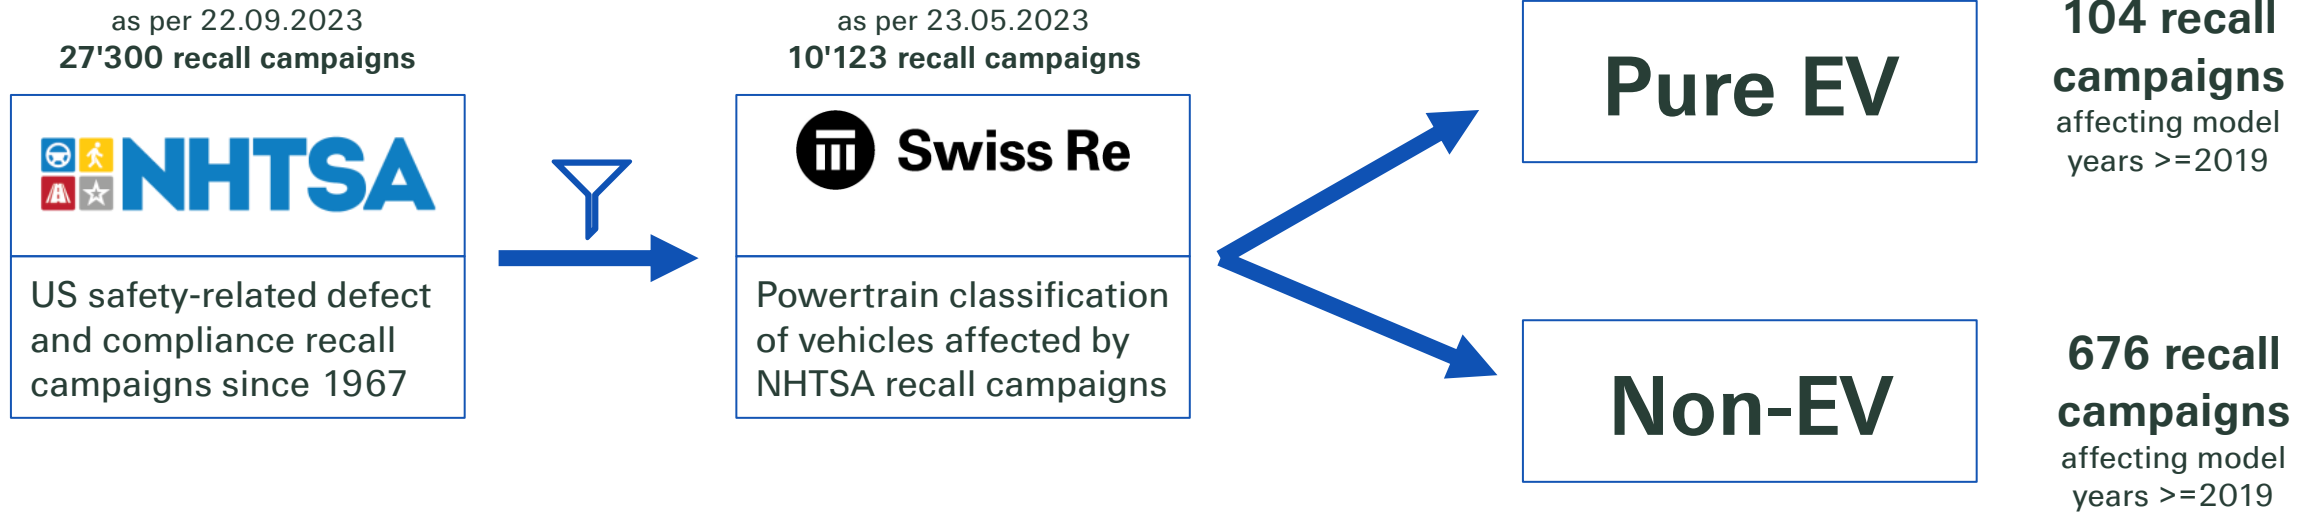 as per 22.09.2023
27'300 recall campaigns
NHTSA
US safety-related defect
and compliance recall
campaigns since 1967
as per 23.05.2023
10'123 recall campaigns
Swiss Re
Powertrain classification
of vehicles affected by
NHTSA recall campaigns
Pure EV
104 recall
campaigns
affecting model
years >=2019
Non-EV
676 recall
campaigns
affecting model
years >=2019